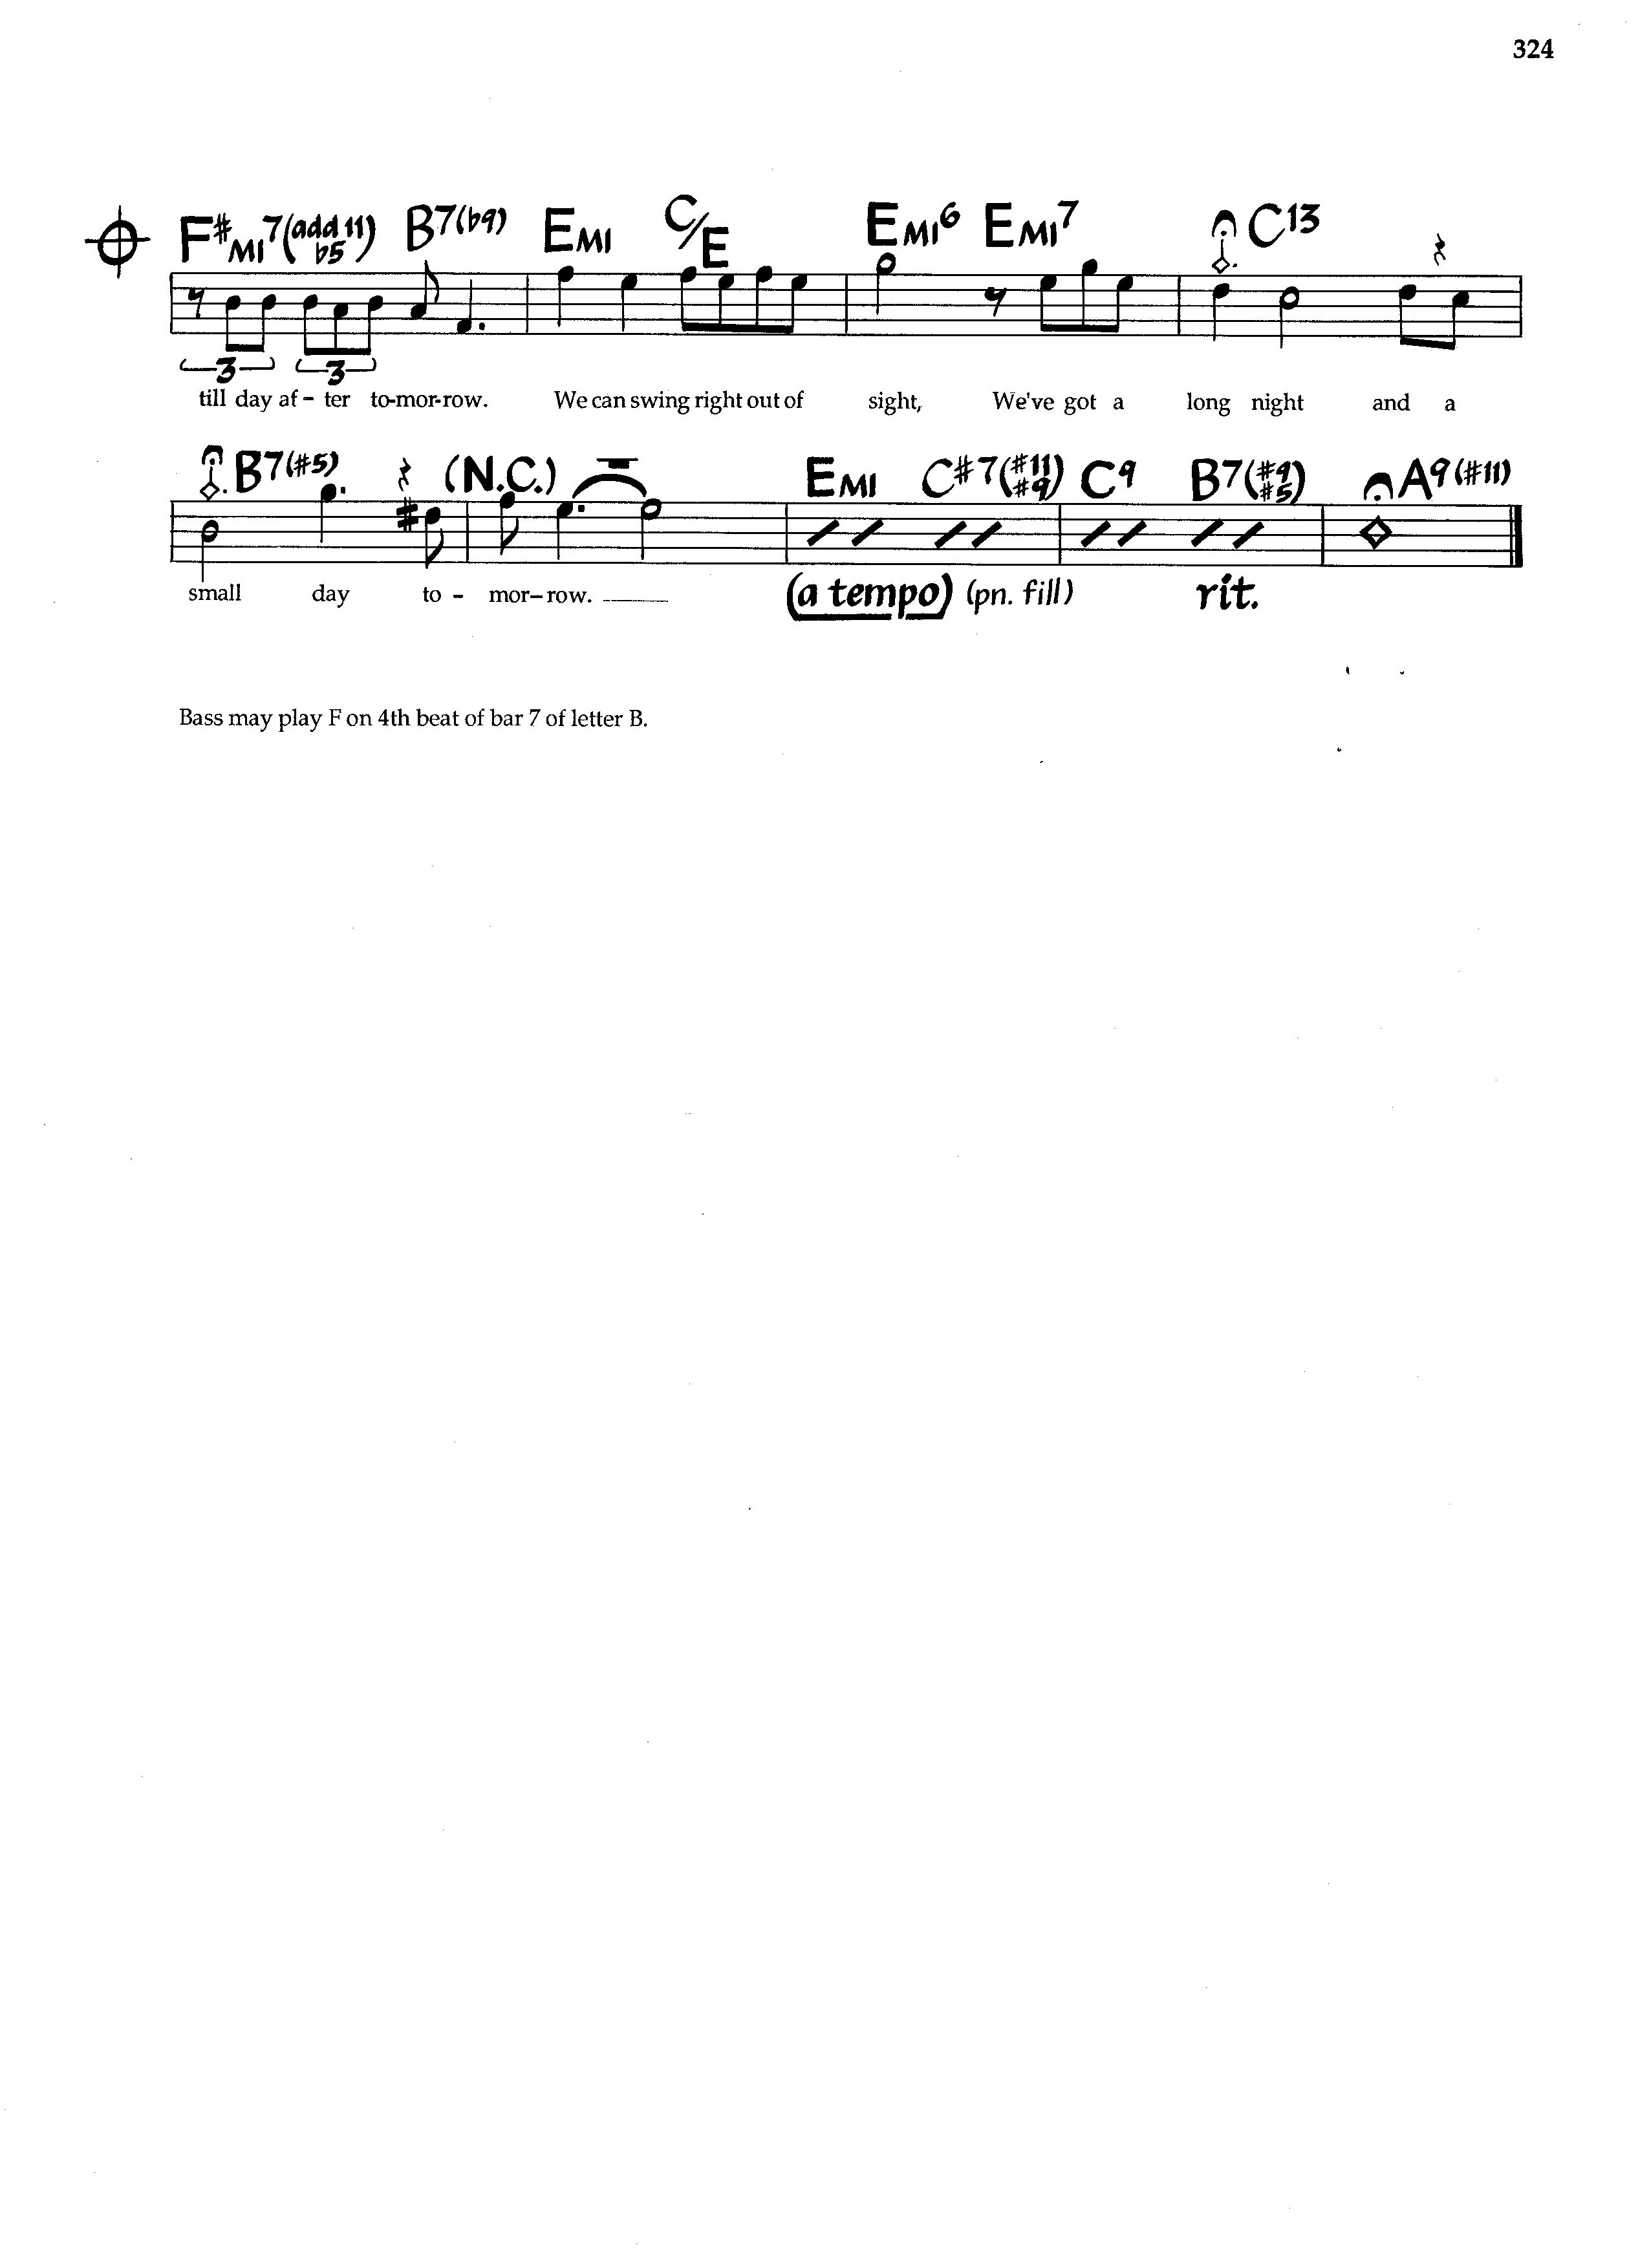 324
F#MI7(add 11 b5) B7(b9) EMI C/E EMI6 EMI7 C13
3 3
till day af - ter to-mor-row. We can swing right out of sight, We've got a long night and a
B7(#5) (N.C.) EMI C#7(#11 #9) C9 B7(#9 #5) A9(#11)
small day to - mor-row. (a tempo) (pn. fill) rit.
Bass may play F on 4th beat of bar 7 of letter B.